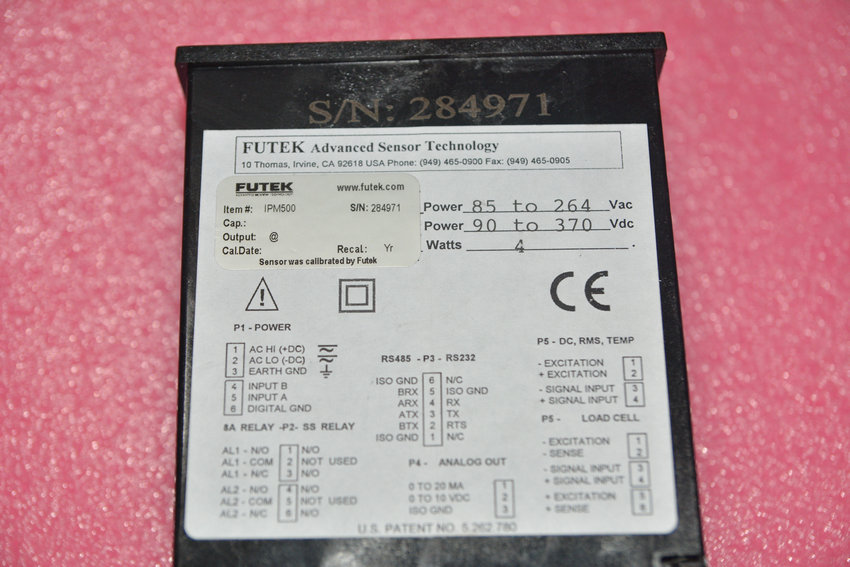 S/N: 284971
FUTEK Advanced Sensor Technology
10 Thomas, Irvine, CA 92618 USA Phone: (949) 465-0900 Fax: (949) 465-0905
FUTEK www.futek.com
Item #: IPM500 S/N: 284971
Cap.:
Output: @
Cal.Date: Recal.: Yr
Sensor was calibrated by Futek
Power 85 to 264 Vac
Power 90 to 370 Vdc
Watts 4
CE
P1 - POWER
1 AC HI (+DC)
2 AC LO (-DC)
3 EARTH GND
4 INPUT B
5 INPUT A
6 DIGITAL GND
8A RELAY -P2- SS RELAY
AL1 - N/O 1 N/O
AL1 - COM 2 NOT USED
AL1 - N/C 3 N/O
AL2 - N/O 4 N/O
AL2 - COM 5 NOT USED
AL2 - N/C 6 N/O
RS485 - P3 - RS232
ISO GND 6 N/C
BRX 5 ISO GND
ARX 4 RX
ATX 3 TX
BTX 2 RTS
ISO GND 1 N/C
P4 - ANALOG OUT
0 TO 20 MA 1
0 TO 10 VDC 2
ISO GND 3
P5 - DC, RMS, TEMP
- EXCITATION 1
+ EXCITATION 2
- SIGNAL INPUT 3
+ SIGNAL INPUT 4
P5 - LOAD CELL
- EXCITATION 1
- SENSE 2
- SIGNAL INPUT 3
+ SIGNAL INPUT 4
+ EXCITATION 5
+ SENSE 6
U.S. PATENT NO. 5,262,780